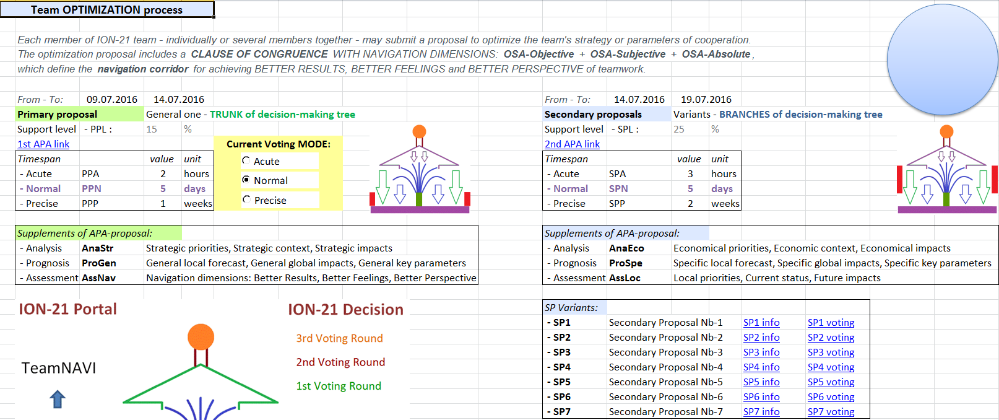 Team OPTIMIZATION process
Each member of ION-21 team - individually or several members together - may submit a proposal to optimize the team's strategy or parameters of cooperation.
The optimization proposal includes a CLAUSE OF CONGRUENCE WITH NAVIGATION DIMENSIONS: OSA-Objective + OSA-Subjective + OSA-Absolute,
which define the navigation corridor for achieving BETTER RESULTS, BETTER FEELINGS and BETTER PERSPECTIVE of teamwork.
From - To: 09.07.2016 14.07.2016
Primary proposal General one - TRUNK of decision-making tree
Support level - PPL : 15 %
1st APA link
Timespan value unit
- Acute PPA 2 hours
- Normal PPN 5 days
- Precise PPP 1 weeks
Current Voting MODE:
Acute
Normal
Precise
Supplements of APA-proposal:
- Analysis AnaStr Strategic priorities, Strategic context, Strategic impacts
- Prognosis ProGen General local forecast, General global impacts, General key parameters
- Assessment AssNav Navigation dimensions: Better Results, Better Feelings, Better Perspective
ION-21 Portal
TeamNAVI
ION-21 Decision
3rd Voting Round
2nd Voting Round
1st Voting Round
From - To: 14.07.2016 19.07.2016
Secondary proposals Variants - BRANCHES of decision-making tree
Support level - SPL : 25 %
2nd APA link
Timespan value unit
- Acute SPA 3 hours
- Normal SPN 5 days
- Precise SPP 2 weeks
Supplements of APA-proposal:
- Analysis AnaEco Economical priorities, Economic context, Economical impacts
- Prognosis ProSpe Specific local forecast, Specific global impacts, Specific key parameters
- Assessment AssLoc Local priorities, Current status, Future impacts
SP Variants:
- SP1 Secondary Proposal Nb-1 SP1 info SP1 voting
- SP2 Secondary Proposal Nb-2 SP2 info SP2 voting
- SP3 Secondary Proposal Nb-3 SP3 info SP3 voting
- SP4 Secondary Proposal Nb-4 SP4 info SP4 voting
- SP5 Secondary Proposal Nb-5 SP5 info SP5 voting
- SP6 Secondary Proposal Nb-6 SP6 info SP6 voting
- SP7 Secondary Proposal Nb-7 SP7 info SP7 voting